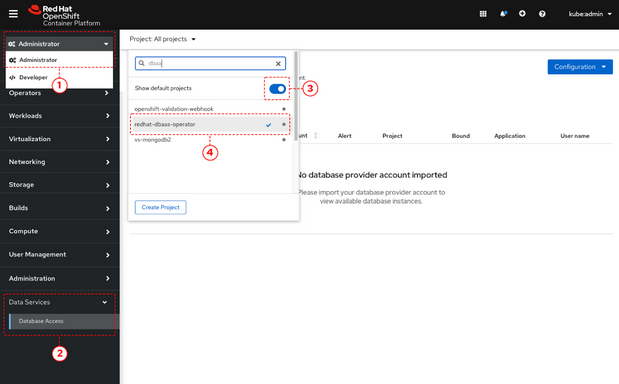 Red Hat
OpenShift
Container Platform
kube:admin
Administrator
Administrator
Developer
1
Operators
Workloads
Virtualization
Networking
Storage
Builds
Compute
User Management
Administration
Data Services
Database Access
2
Project: All projects
dbaa
Show default projects
3
openshift-validation-webhook
redhat-dbaas-operator
4
vs-mongodb2
Create Project
Configuration
Alert
Project
Bound
Application
User name
No database provider account imported
Please import your database provider account to
view available database instances.